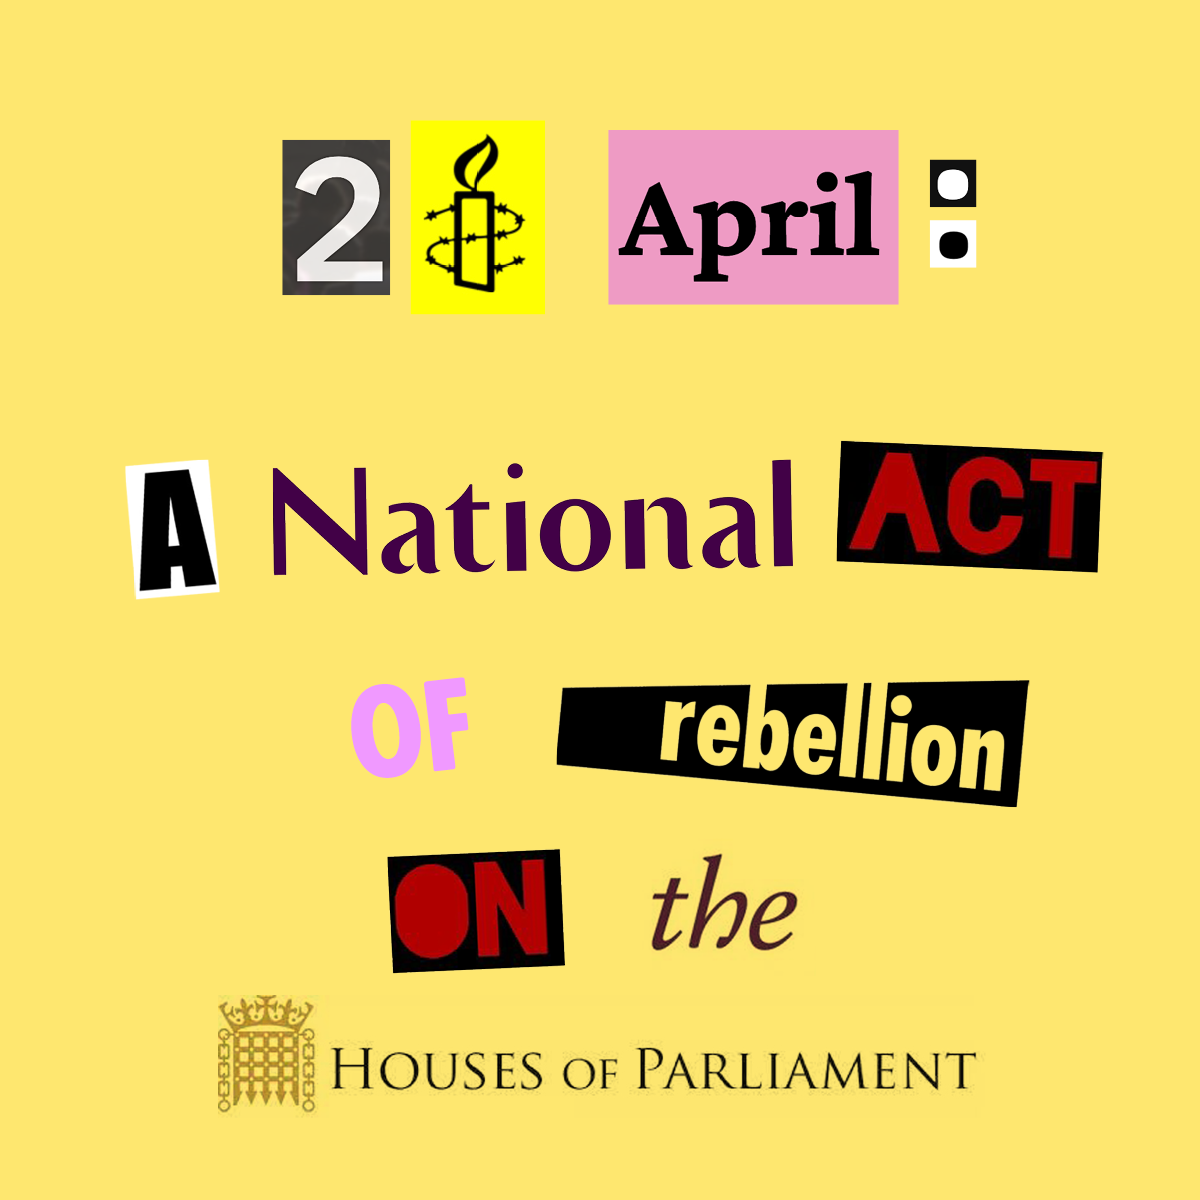 2 April:
A National ACT
OF rebellion
ON the
HOUSES OF PARLIAMENT